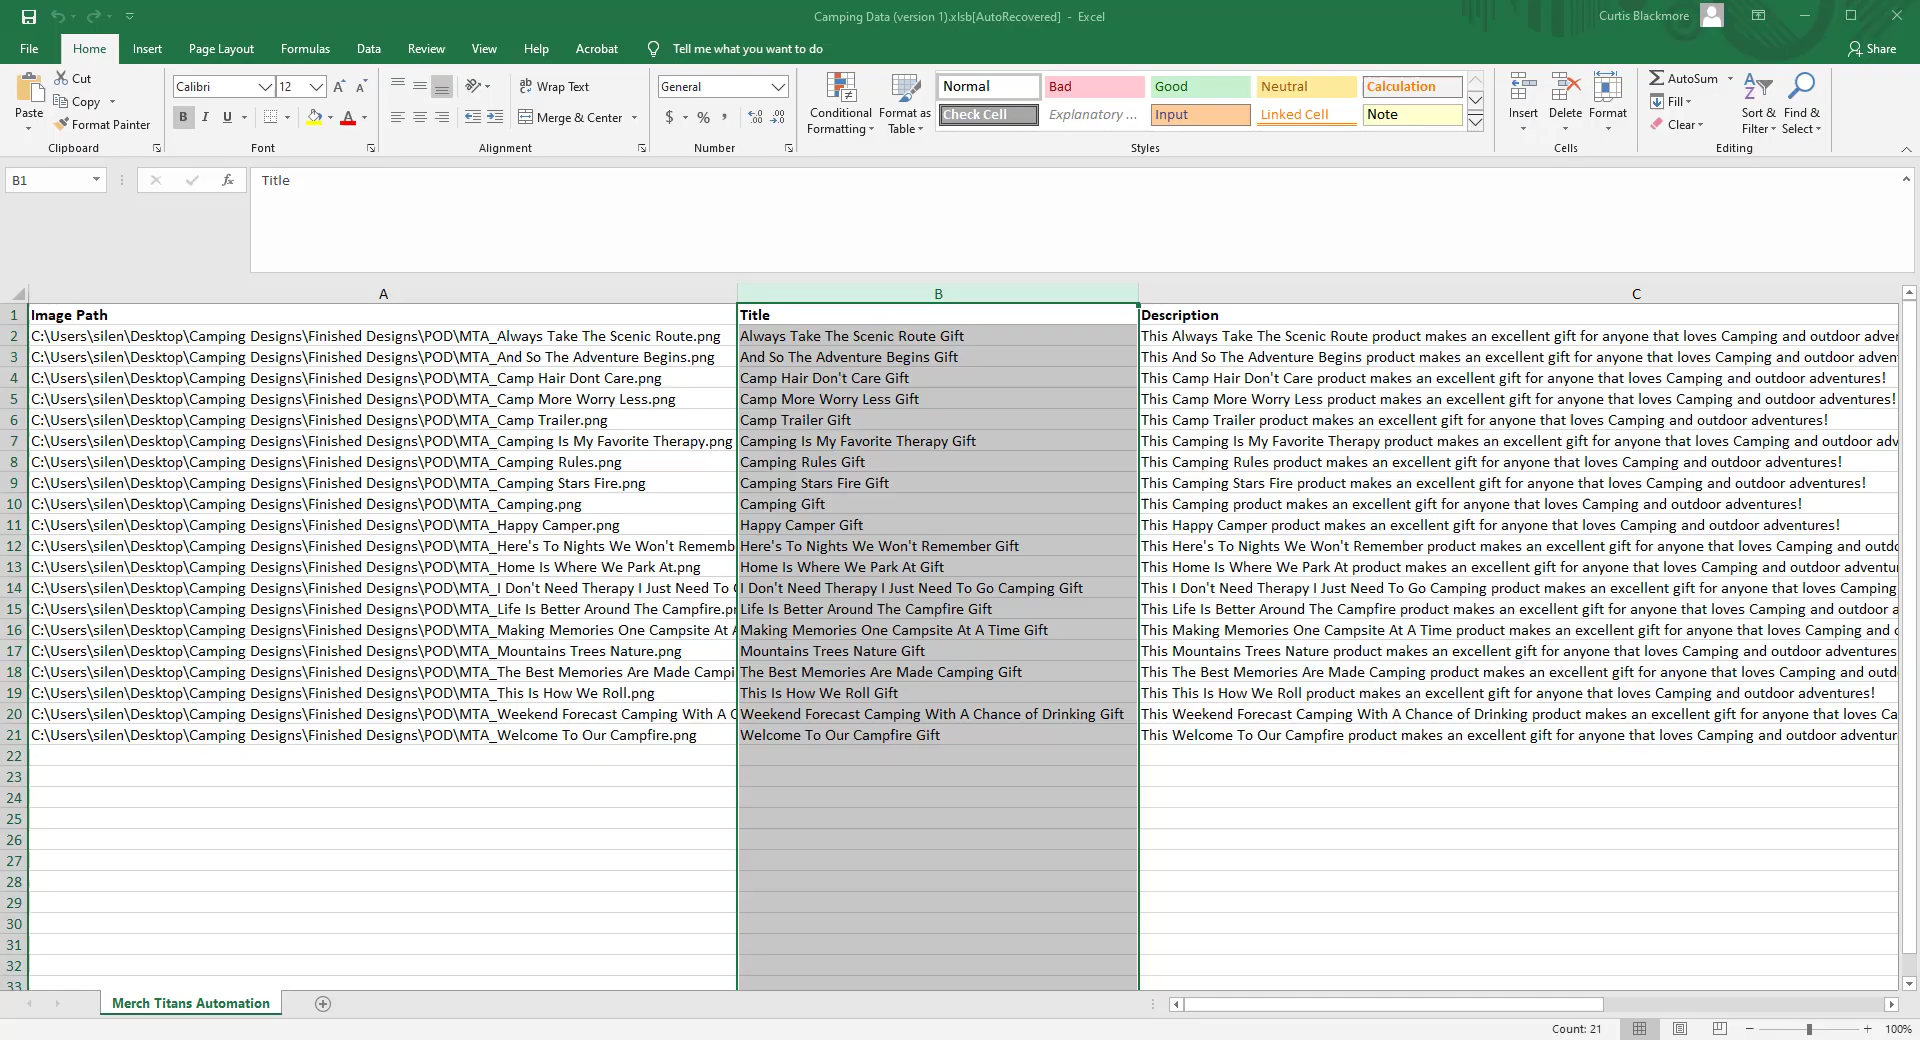 Camping Data (version 1).xlsb[AutoRecovered] - Excel
Curtis Blackmore
File Home Insert Page Layout Formulas Data Review View Help Acrobat Tell me what you want to do Share
Cut
Copy
Format Painter
Paste
Clipboard
Calibri 12
B I U
Font
Wrap Text
Merge & Center
Alignment
General
$ % ,
Number
Conditional Formatting
Format as Table
Normal Bad Good Neutral Calculation
Check Cell Explanatory ... Input Linked Cell Note
Styles
Insert Delete Format
Cells
AutoSum
Fill
Clear
Sort & Filter
Find & Select
Editing
B1 fx Title
A B C
1 Image Path Title Description
2 C:\Users\silen\Desktop\Camping Designs\Finished Designs\POD\MTA_Always Take The Scenic Route.png Always Take The Scenic Route Gift This Always Take The Scenic Route product makes an excellent gift for anyone that loves Camping and outdoor adver
3 C:\Users\silen\Desktop\Camping Designs\Finished Designs\POD\MTA_And So The Adventure Begins.png And So The Adventure Begins Gift This And So The Adventure Begins product makes an excellent gift for anyone that loves Camping and outdoor adven
4 C:\Users\silen\Desktop\Camping Designs\Finished Designs\POD\MTA_Camp Hair Dont Care.png Camp Hair Don't Care Gift This Camp Hair Don't Care product makes an excellent gift for anyone that loves Camping and outdoor adventures!
5 C:\Users\silen\Desktop\Camping Designs\Finished Designs\POD\MTA_Camp More Worry Less.png Camp More Worry Less Gift This Camp More Worry Less product makes an excellent gift for anyone that loves Camping and outdoor adventures!
6 C:\Users\silen\Desktop\Camping Designs\Finished Designs\POD\MTA_Camp Trailer.png Camp Trailer Gift This Camp Trailer product makes an excellent gift for anyone that loves Camping and outdoor adventures!
7 C:\Users\silen\Desktop\Camping Designs\Finished Designs\POD\MTA_Camping Is My Favorite Therapy.png Camping Is My Favorite Therapy Gift This Camping Is My Favorite Therapy product makes an excellent gift for anyone that loves Camping and outdoor adv
8 C:\Users\silen\Desktop\Camping Designs\Finished Designs\POD\MTA_Camping Rules.png Camping Rules Gift This Camping Rules product makes an excellent gift for anyone that loves Camping and outdoor adventures!
9 C:\Users\silen\Desktop\Camping Designs\Finished Designs\POD\MTA_Camping Stars Fire.png Camping Stars Fire Gift This Camping Stars Fire product makes an excellent gift for anyone that loves Camping and outdoor adventures!
10 C:\Users\silen\Desktop\Camping Designs\Finished Designs\POD\MTA_Camping.png Camping Gift This Camping product makes an excellent gift for anyone that loves Camping and outdoor adventures!
11 C:\Users\silen\Desktop\Camping Designs\Finished Designs\POD\MTA_Happy Camper.png Happy Camper Gift This Happy Camper product makes an excellent gift for anyone that loves Camping and outdoor adventures!
12 C:\Users\silen\Desktop\Camping Designs\Finished Designs\POD\MTA_Here's To Nights We Won't Rememb Here's To Nights We Won't Remember Gift This Here's To Nights We Won't Remember product makes an excellent gift for anyone that loves Camping and outdo
13 C:\Users\silen\Desktop\Camping Designs\Finished Designs\POD\MTA_Home Is Where We Park At.png Home Is Where We Park At Gift This Home Is Where We Park At product makes an excellent gift for anyone that loves Camping and outdoor adventu
14 C:\Users\silen\Desktop\Camping Designs\Finished Designs\POD\MTA_I Don't Need Therapy I Just Need To I Don't Need Therapy I Just Need To Go Camping Gift This I Don't Need Therapy I Just Need To Go Camping product makes an excellent gift for anyone that loves Camping
15 C:\Users\silen\Desktop\Camping Designs\Finished Designs\POD\MTA_Life Is Better Around The Campfire.p Life Is Better Around The Campfire Gift This Life Is Better Around The Campfire product makes an excellent gift for anyone that loves Camping and outdoor a
16 C:\Users\silen\Desktop\Camping Designs\Finished Designs\POD\MTA_Making Memories One Campsite At Making Memories One Campsite At A Time Gift This Making Memories One Campsite At A Time product makes an excellent gift for anyone that loves Camping and
17 C:\Users\silen\Desktop\Camping Designs\Finished Designs\POD\MTA_Mountains Trees Nature.png Mountains Trees Nature Gift This Mountains Trees Nature product makes an excellent gift for anyone that loves Camping and outdoor adventures
18 C:\Users\silen\Desktop\Camping Designs\Finished Designs\POD\MTA_The Best Memories Are Made Campi The Best Memories Are Made Camping Gift This The Best Memories Are Made Camping product makes an excellent gift for anyone that loves Camping and outd
19 C:\Users\silen\Desktop\Camping Designs\Finished Designs\POD\MTA_This Is How We Roll.png This Is How We Roll Gift This This Is How We Roll product makes an excellent gift for anyone that loves Camping and outdoor adventures!
20 C:\Users\silen\Desktop\Camping Designs\Finished Designs\POD\MTA_Weekend Forecast Camping With A Weekend Forecast Camping With A Chance of Drinking Gift This Weekend Forecast Camping With A Chance of Drinking product makes an excellent gift for anyone that loves Ca
21 C:\Users\silen\Desktop\Camping Designs\Finished Designs\POD\MTA_Welcome To Our Campfire.png Welcome To Our Campfire Gift This Welcome To Our Campfire product makes an excellent gift for anyone that loves Camping and outdoor adventur
22
23
24
25
26
27
28
29
30
31
32
33
Merch Titans Automation
Count: 21 100%